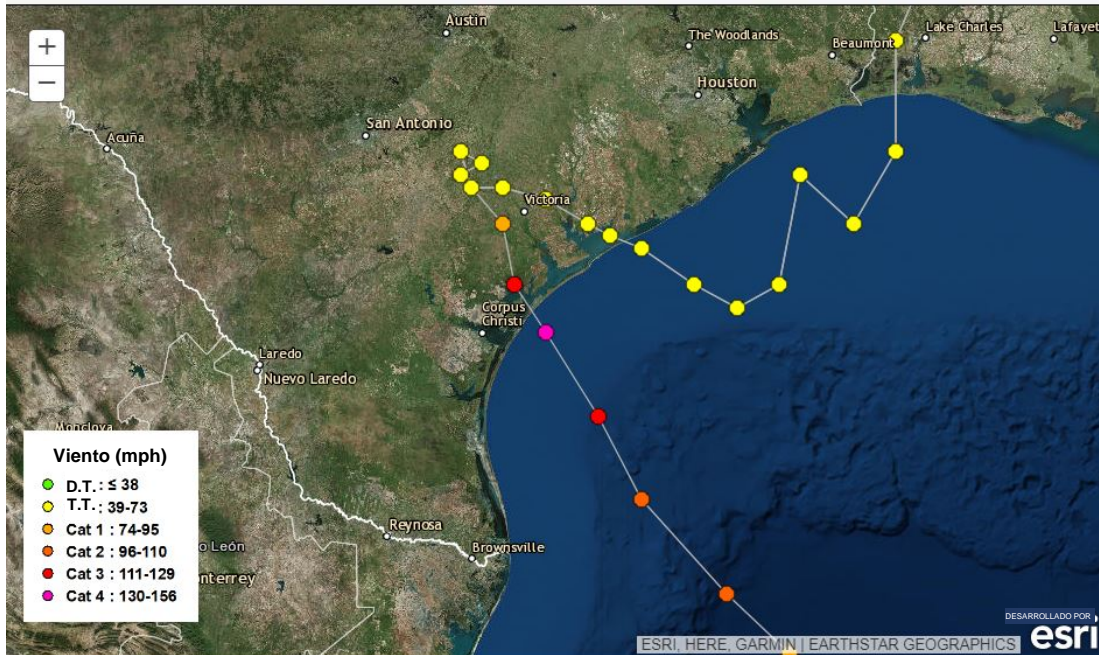 Austin
Lake Charles
Lafayet
The Woodlands
Beaumont
+
−
Houston
San Antonio
Acuña
Victoria
Corpus
Christi
Laredo
Nuevo Laredo
Monclova
Viento (mph)
D.T. : ≤ 38
T.T. : 39-73
Cat 1 : 74-95
Cat 2 : 96-110
Cat 3 : 111-129
Cat 4 : 130-156
Reynosa
Brownsville
o León
onterrey
DESARROLLADO POR
esri
ESRI, HERE, GARMIN | EARTHSTAR GEOGRAPHICS